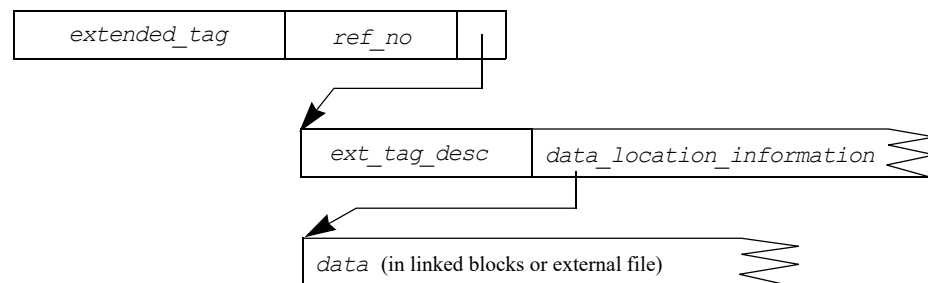 extended_tag ref_no
ext_tag_desc data_location_information
data (in linked blocks or external file)